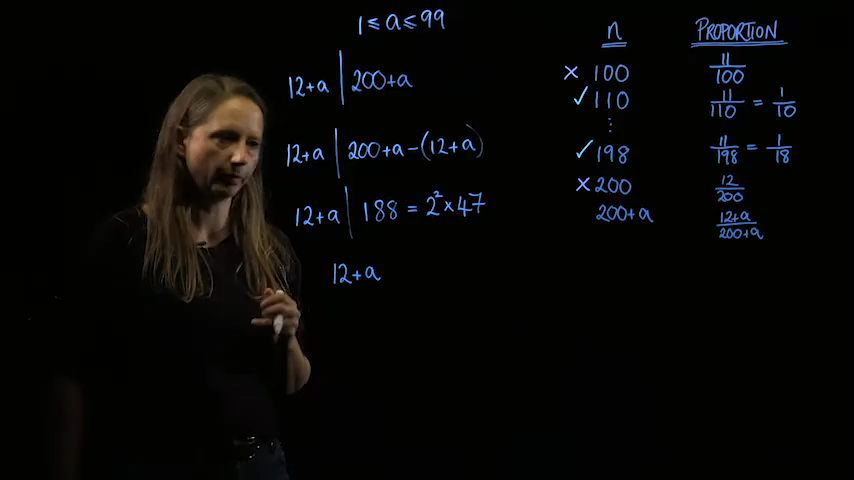 1 ≤ a ≤ 99
12+a | 200+a
12+a | 200+a-(12+a)
12+a | 188 = 2² × 47
12+a
n PROPORTION
× 100 11/100
✓ 110 11/110 = 1/10
⋮
✓ 198 11/198 = 1/18
× 200 12/200
200+a 12+a/200+a